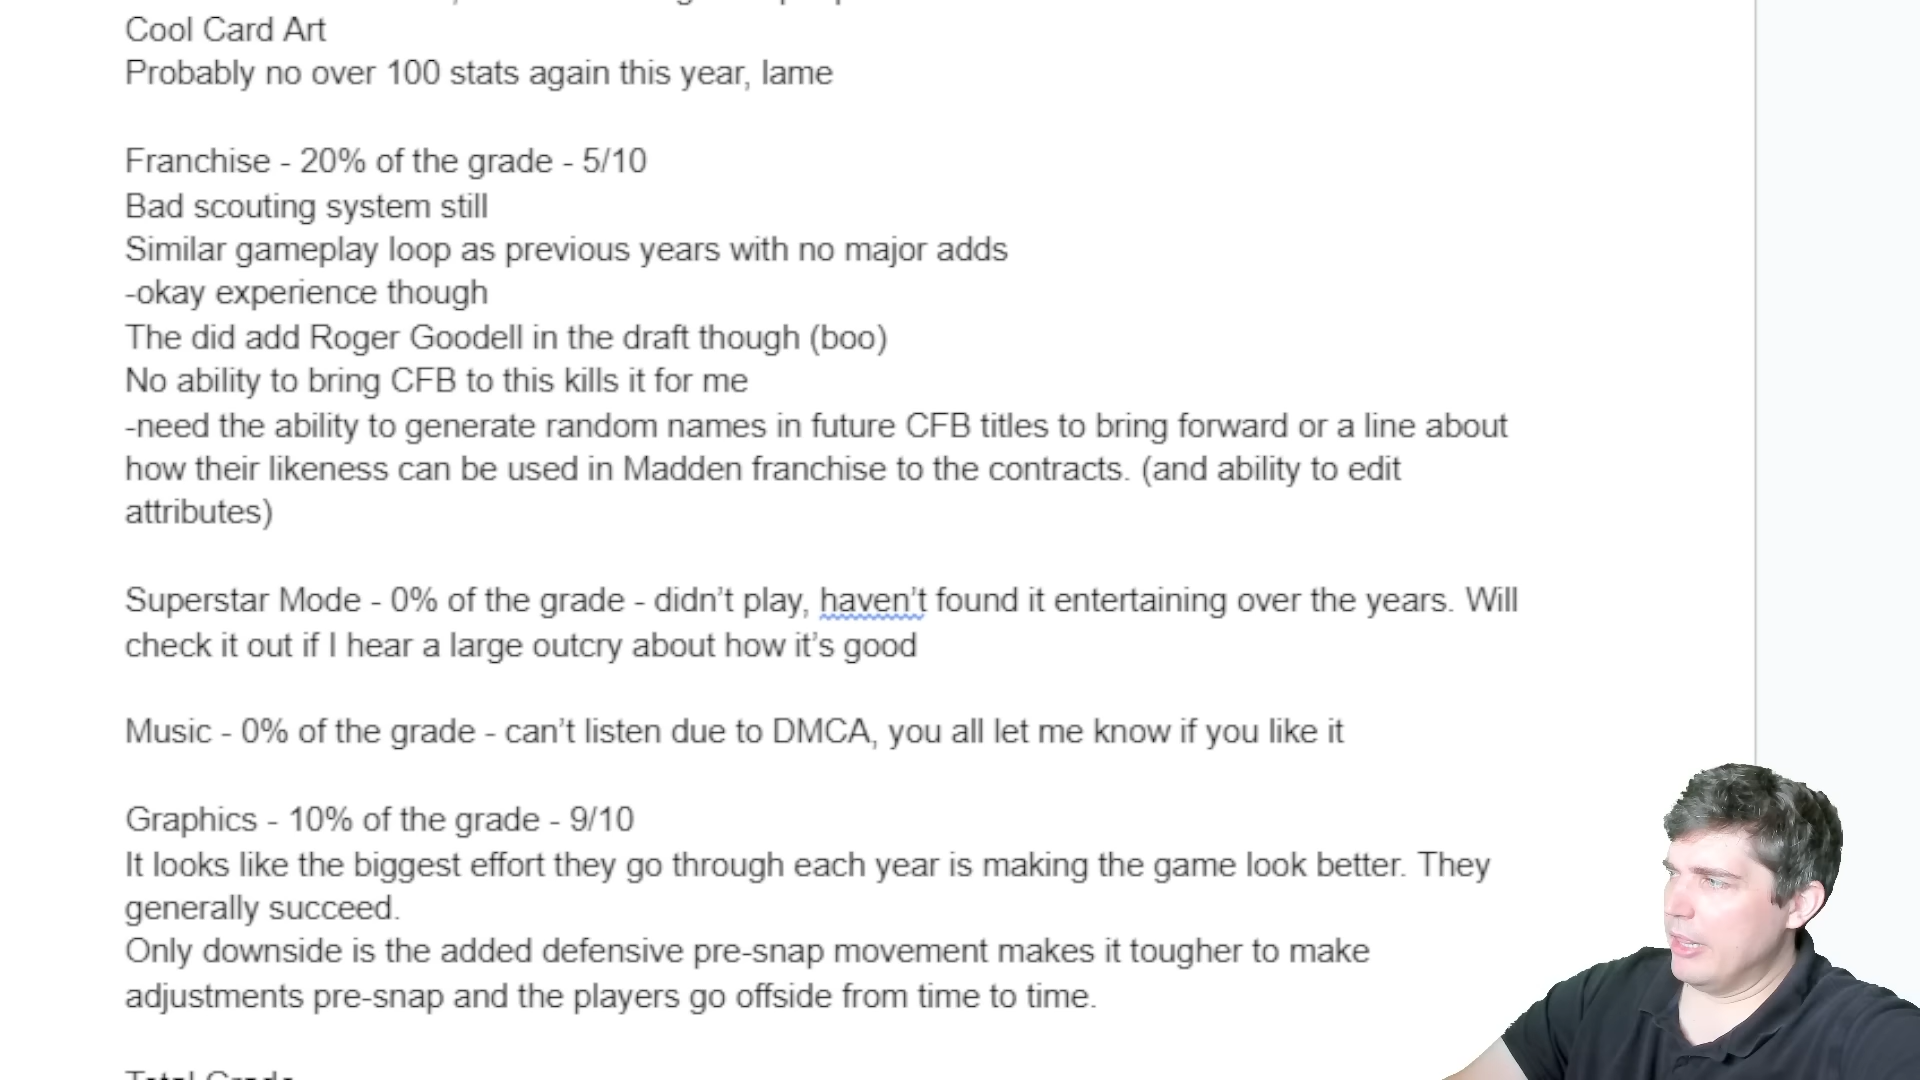 Cool Card Art
Probably no over 100 stats again this year, lame
Franchise - 20% of the grade - 5/10
Bad scouting system still
Similar gameplay loop as previous years with no major adds
-okay experience though
The did add Roger Goodell in the draft though (boo)
No ability to bring CFB to this kills it for me
-need the ability to generate random names in future CFB titles to bring forward or a line about
how their likeness can be used in Madden franchise to the contracts. (and ability to edit
attributes)
Superstar Mode - 0% of the grade - didn’t play, haven’t found it entertaining over the years. Will
check it out if I hear a large outcry about how it’s good
Music - 0% of the grade - can’t listen due to DMCA, you all let me know if you like it
Graphics - 10% of the grade - 9/10
It looks like the biggest effort they go through each year is making the game look better. They
generally succeed.
Only downside is the added defensive pre-snap movement makes it tougher to make
adjustments pre-snap and the players go offside from time to time.
Total Grade